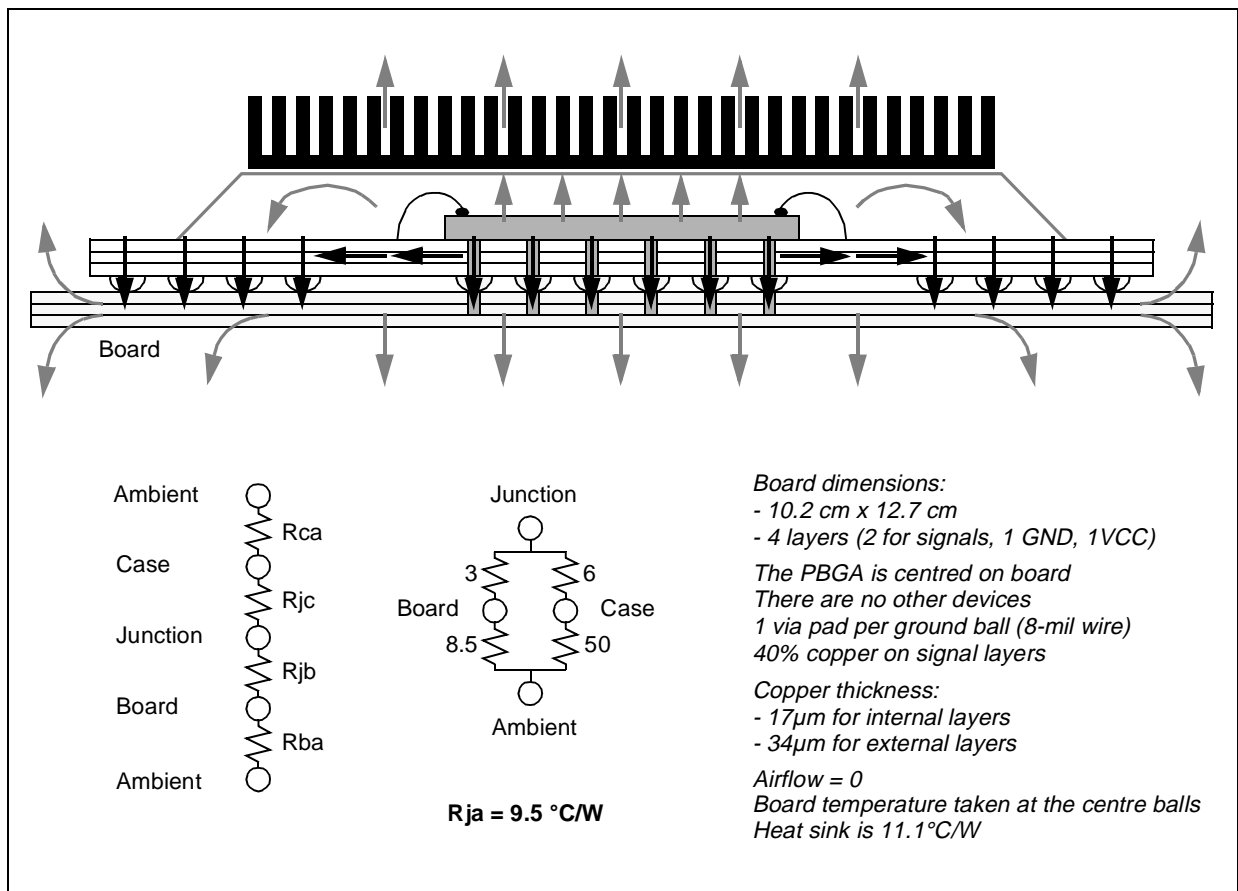 Board
Ambient
Rca
Case
Rjc
Junction
Rjb
Board
Rba
Ambient
Junction
3
6
Board
Case
8.5
50
Ambient
Rja = 9.5 °C/W
Board dimensions:
- 10.2 cm x 12.7 cm
- 4 layers (2 for signals, 1 GND, 1VCC)
The PBGA is centred on board
There are no other devices
1 via pad per ground ball (8-mil wire)
40% copper on signal layers
Copper thickness:
- 17µm for internal layers
- 34µm for external layers
Airflow = 0
Board temperature taken at the centre balls
Heat sink is 11.1°C/W